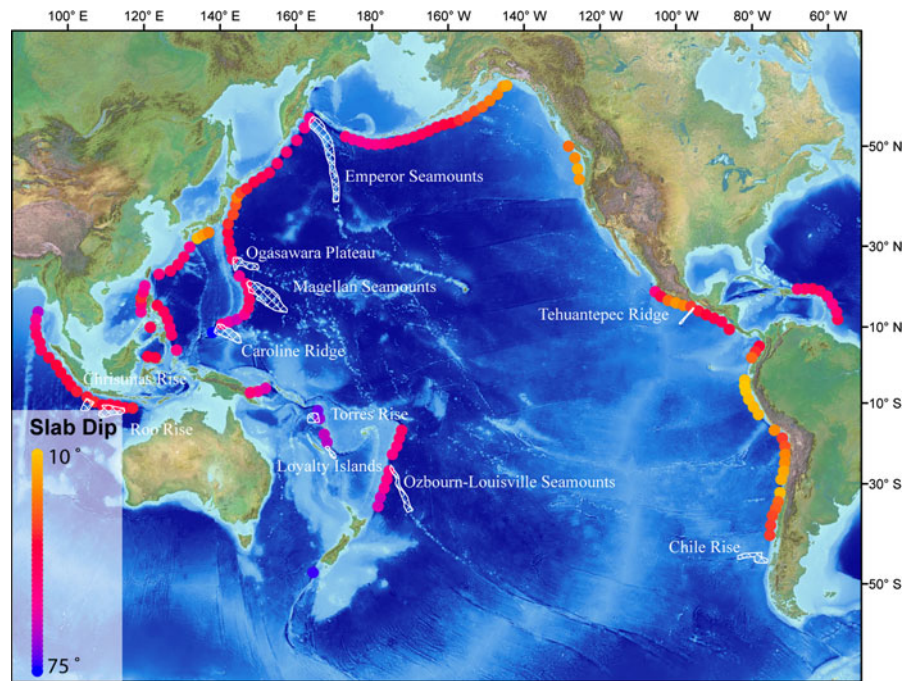 100° E 120° E 140° E 160° E 180° 160° W 140° W 120° W 100° W 80° W 60° W
50° N
Emperor Seamounts
30° N
Ogasawara Plateau
Magellan Seamounts
Tehuantepec Ridge
10° N
Caroline Ridge
Christmas Rise
10° S
Torres Rise
Roo Rise
Slab Dip
10°
Loyalty Islands
Ozbourn-Louisville Seamounts
30° S
Chile Rise
50° S
75°